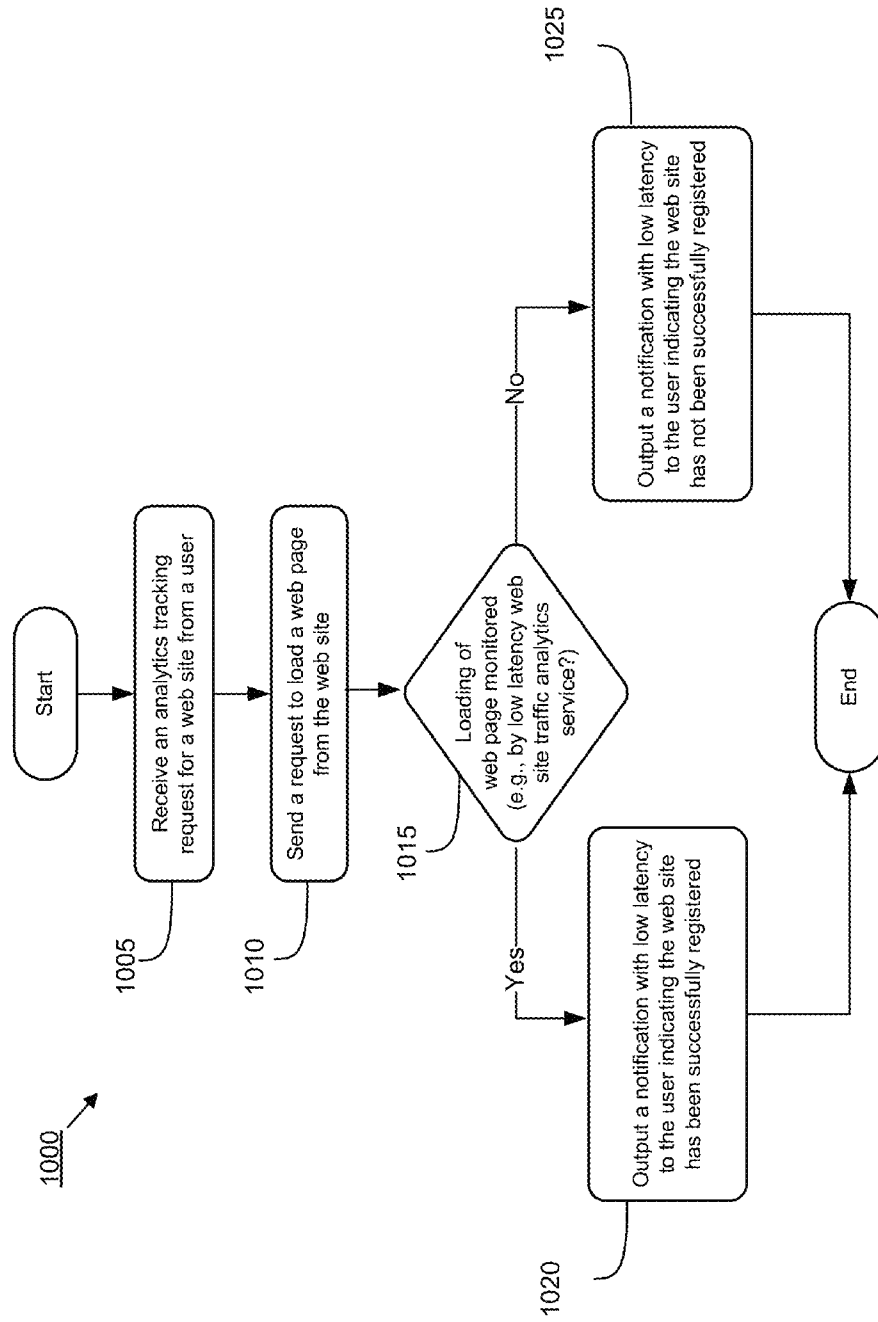 1000
Start
1005
Receive an analytics tracking
request for a web site from a user
1010
Send a request to load a web page
from the web site
1015
Loading of
web page monitored
(e.g., by low latency web
site traffic analytics
service?)
Yes
No
1020
Output a notification with low latency
to the user indicating the web site
has been successfully registered
1025
Output a notification with low latency
to the user indicating the web site
has not been successfully registered
End